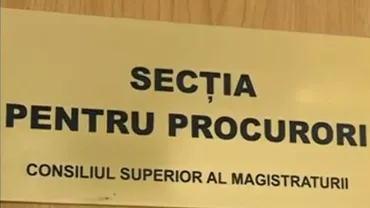 SECȚIA
PENTRU PROCURORI
CONSILIUL SUPERIOR AL MAGISTRATURII